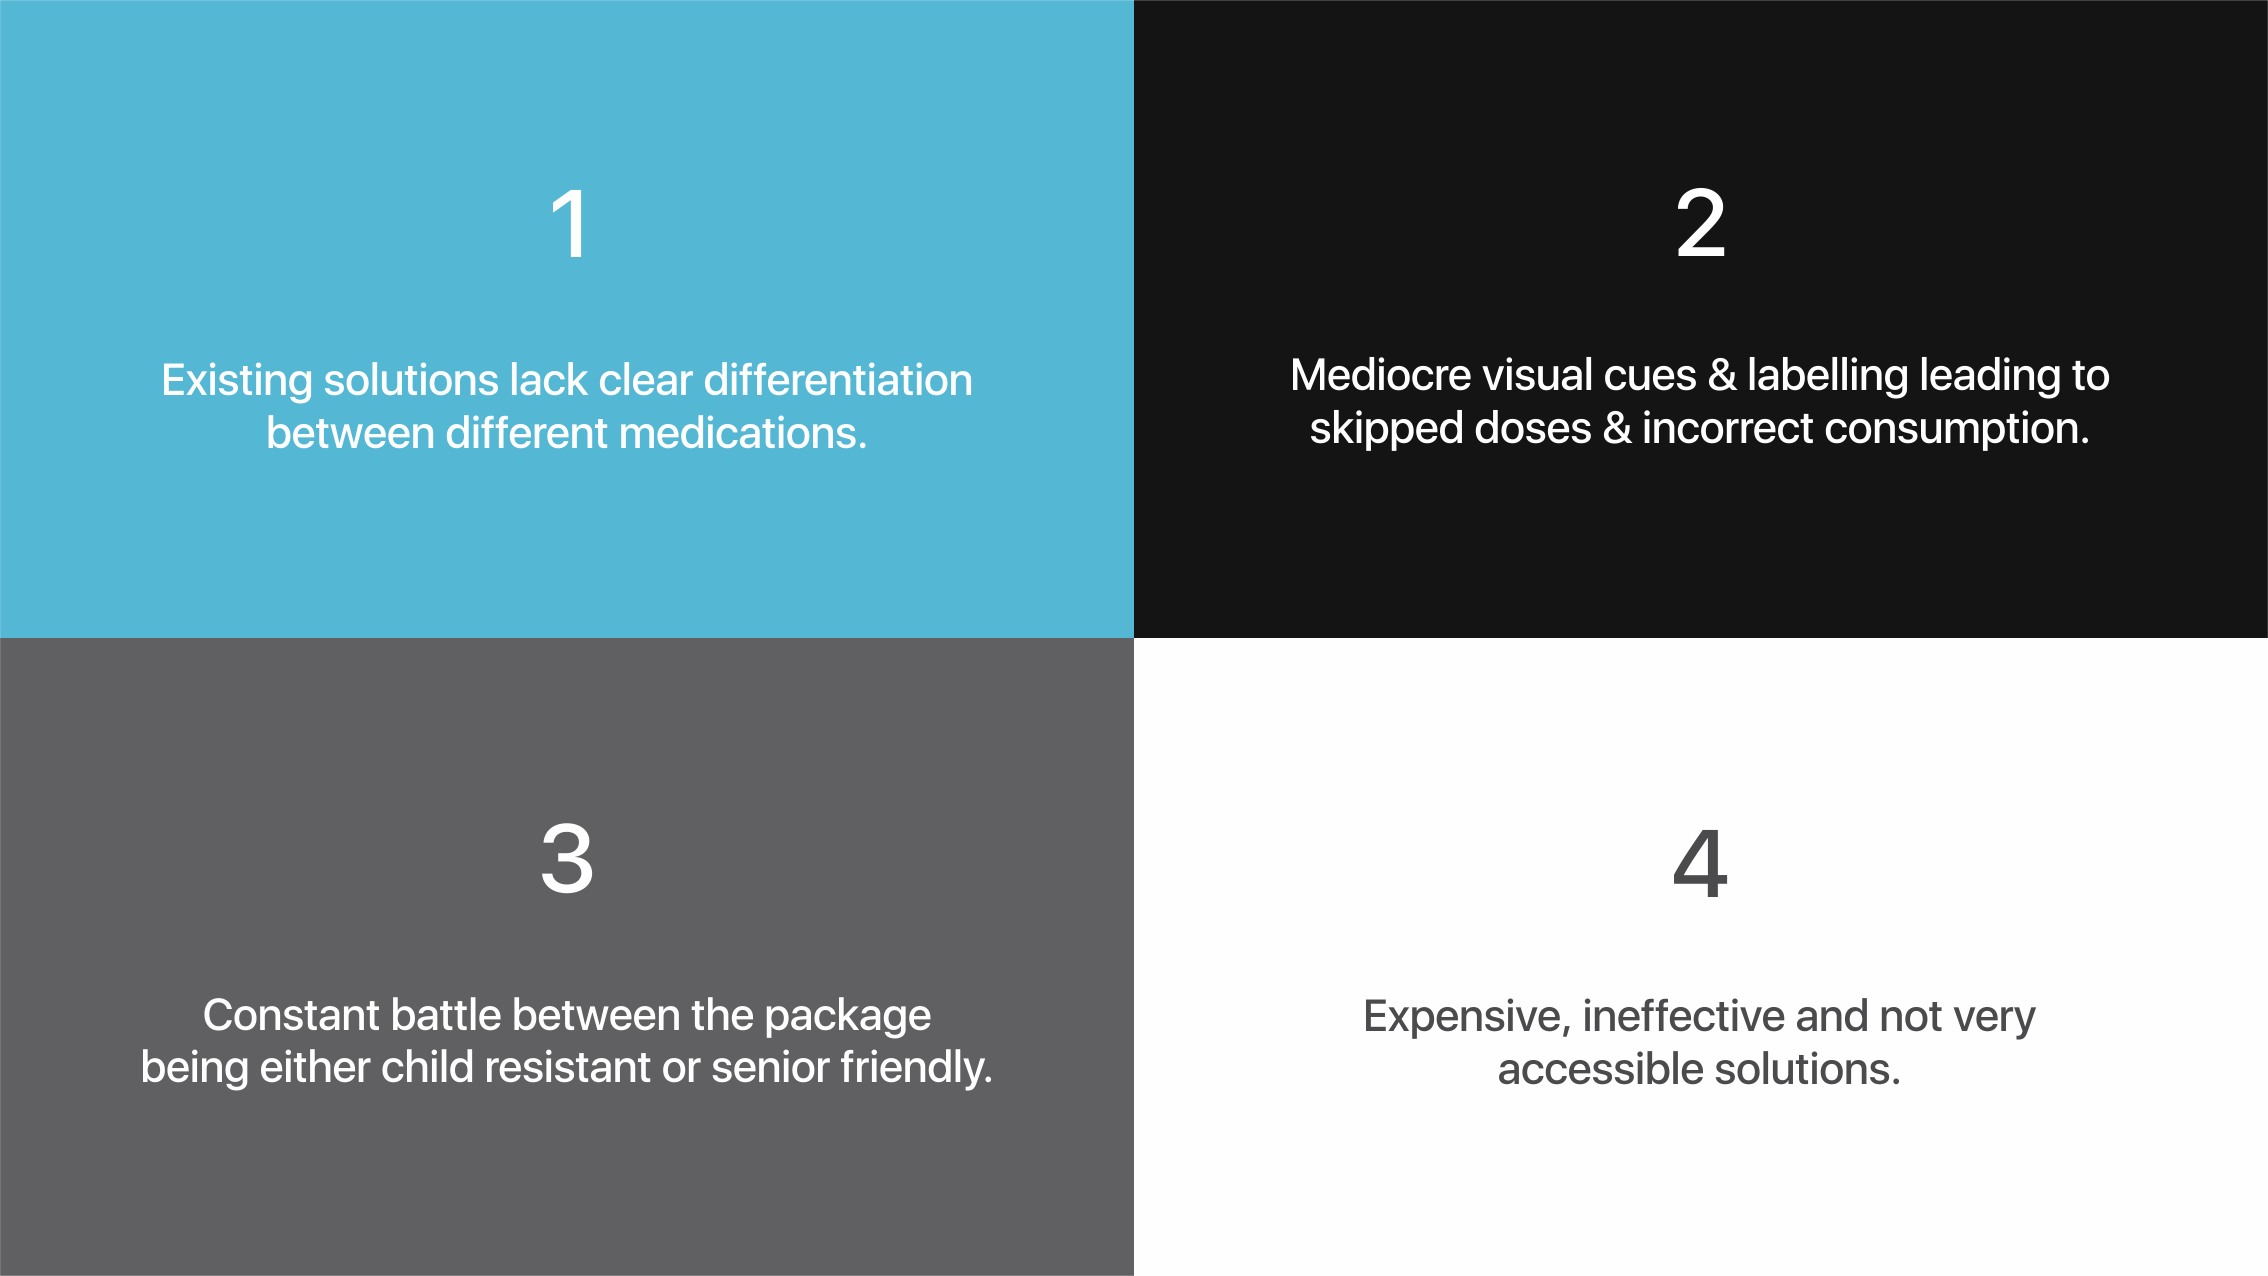 1
Existing solutions lack clear differentiation
between different medications.
2
Mediocre visual cues & labelling leading to
skipped doses & incorrect consumption.
3
Constant battle between the package
being either child resistant or senior friendly.
4
Expensive, ineffective and not very
accessible solutions.